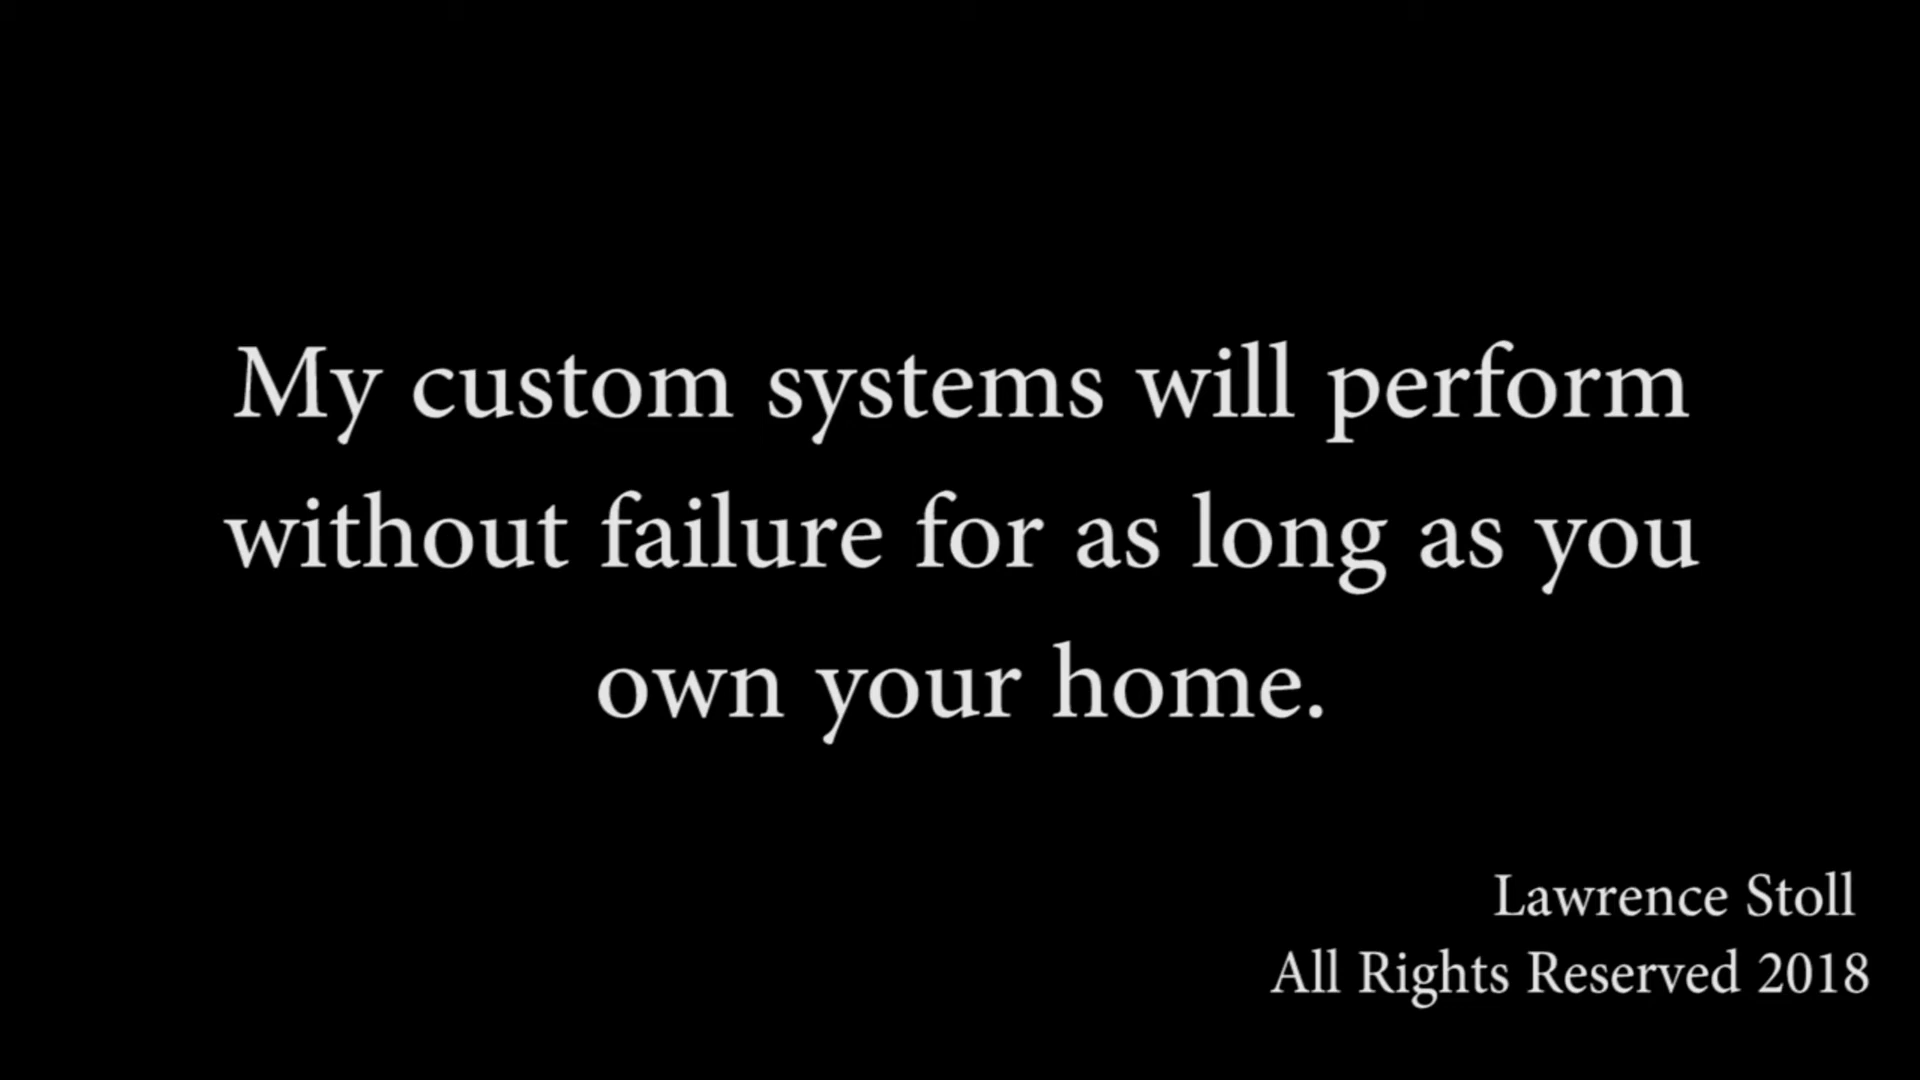 My custom systems will perform
without failure for as long as you
own your home.
Lawrence Stoll
All Rights Reserved 2018